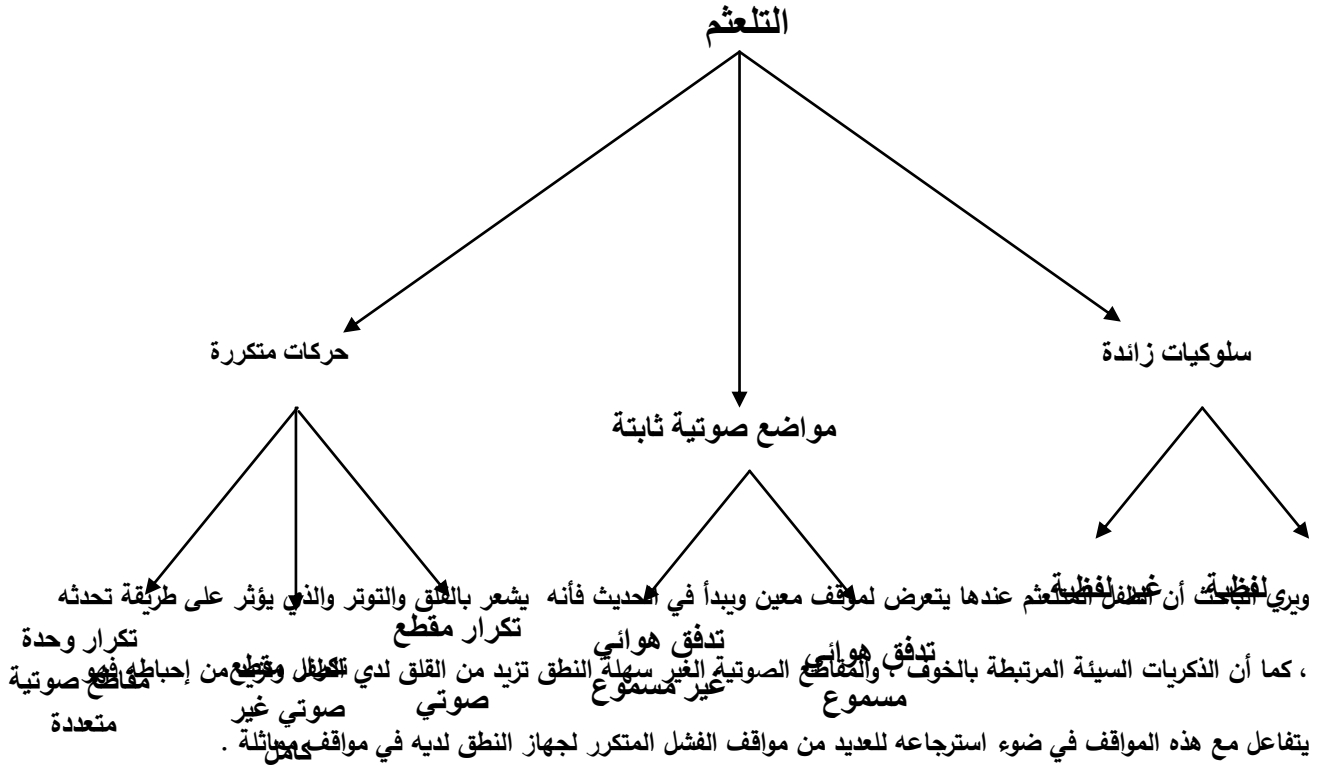 التلعثم
سلوكيات زائدة
حركات متكررة
مواضع صوتية ثابتة
لفظية
غير لفظية
تدفق هوائي
مسموع
تدفق هوائي
غير مسموع
تكرار مقطع
صوتي
تكرار مقطع
صوتي غير
كامل
تكرار وحدة
مقاطع صوتية
متعددة
ويري الباحث أن الطفل المتلعثم عندها يتعرض لموقف معين ويبدأ في الحديث فأنه يشعر بالقلق والتوتر والذي يؤثر على طريقة تحدثه
، كما أن الذكريات السيئة المرتبطة بالخوف ، والمقاطع الصوتية الغير سهلة النطق تزيد من القلق لدي الطفل وتزيد من إحباطه فهو
يتفاعل مع هذه المواقف في ضوء استرجاعه للعديد من مواقف الفشل المتكرر لجهاز النطق لديه في مواقف مماثلة .